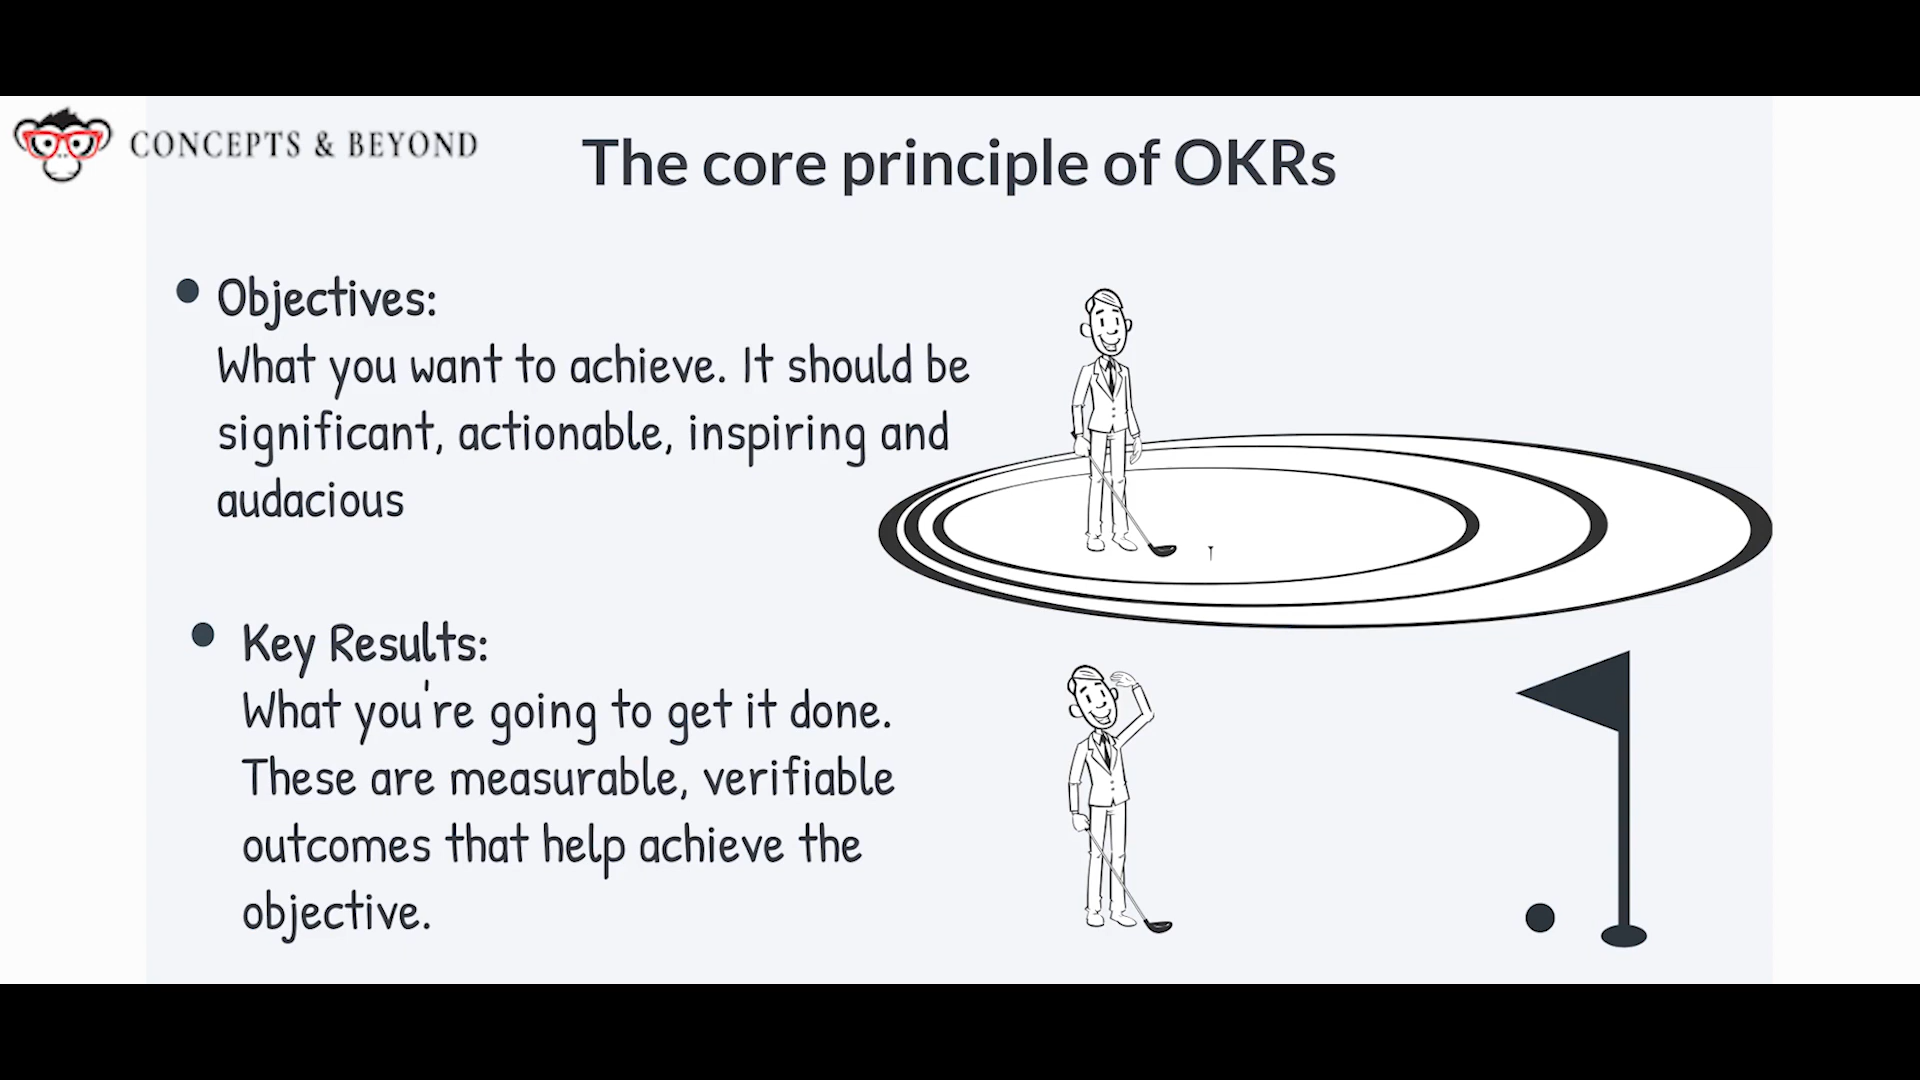 CONCEPTS & BEYOND
The core principle of OKRs
Objectives:
What you want to achieve. It should be
significant, actionable, inspiring and
audacious
Key Results:
What you're going to get it done.
These are measurable, verifiable
outcomes that help achieve the
objective.